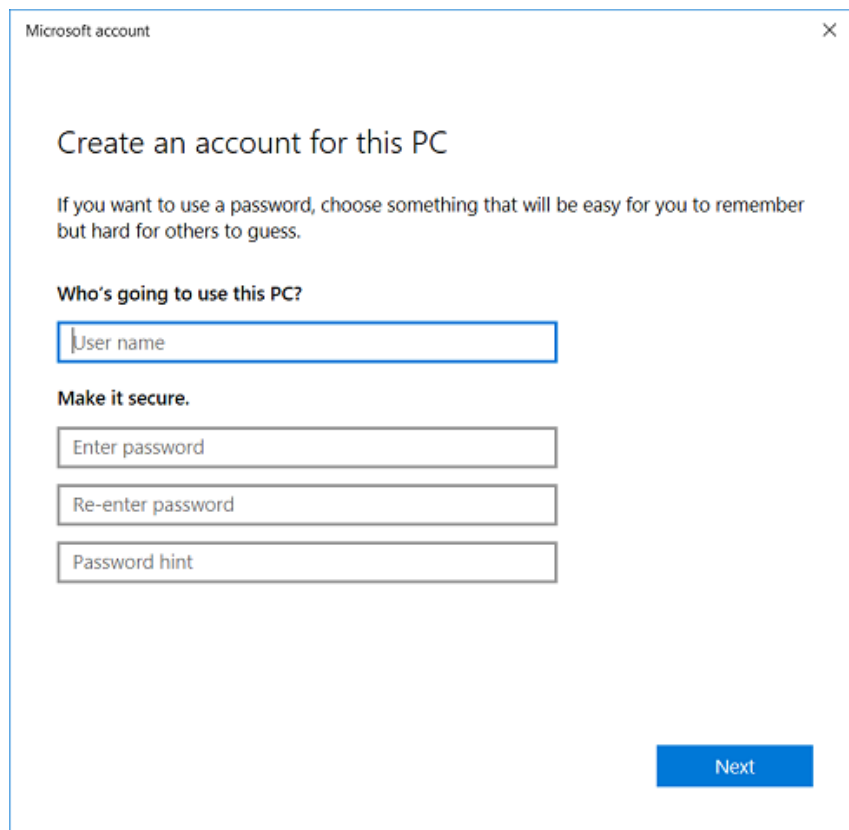 Microsoft account
Create an account for this PC
If you want to use a password, choose something that will be easy for you to remember
but hard for others to guess.
Who's going to use this PC?
User name
Make it secure.
Enter password
Re-enter password
Password hint
Next